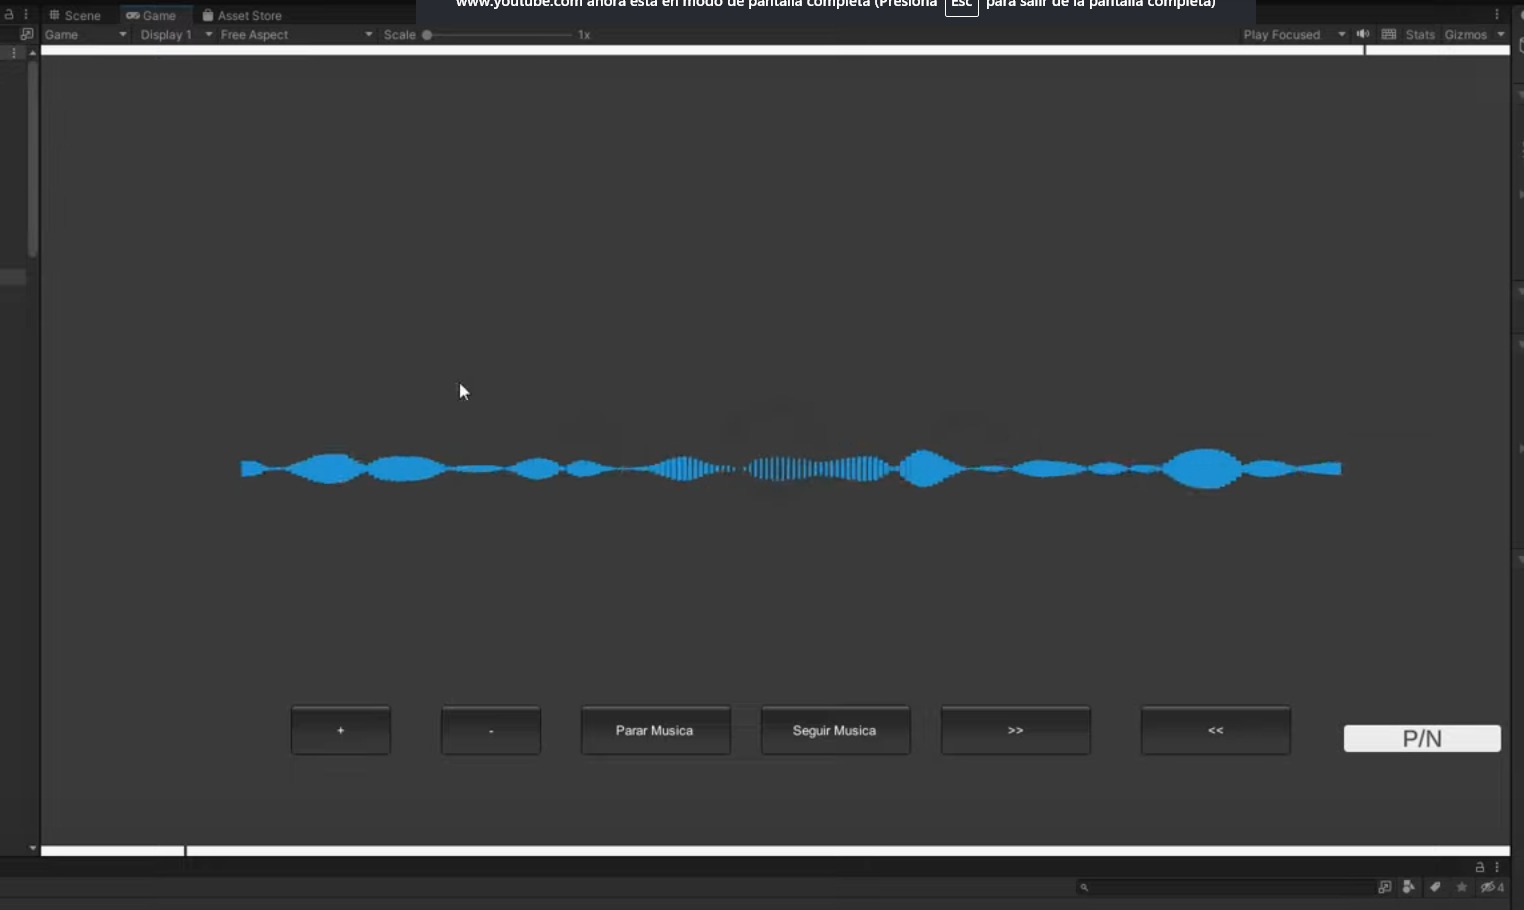 www.youtube.com ahora está en modo de pantalla completa (Presiona Esc para salir de la pantalla completa)
Scene Game Asset Store
Game Display 1 Free Aspect Scale 1x Play Focused Stats Gizmos
+ - Parar Musica Seguir Musica >> << P/N
4